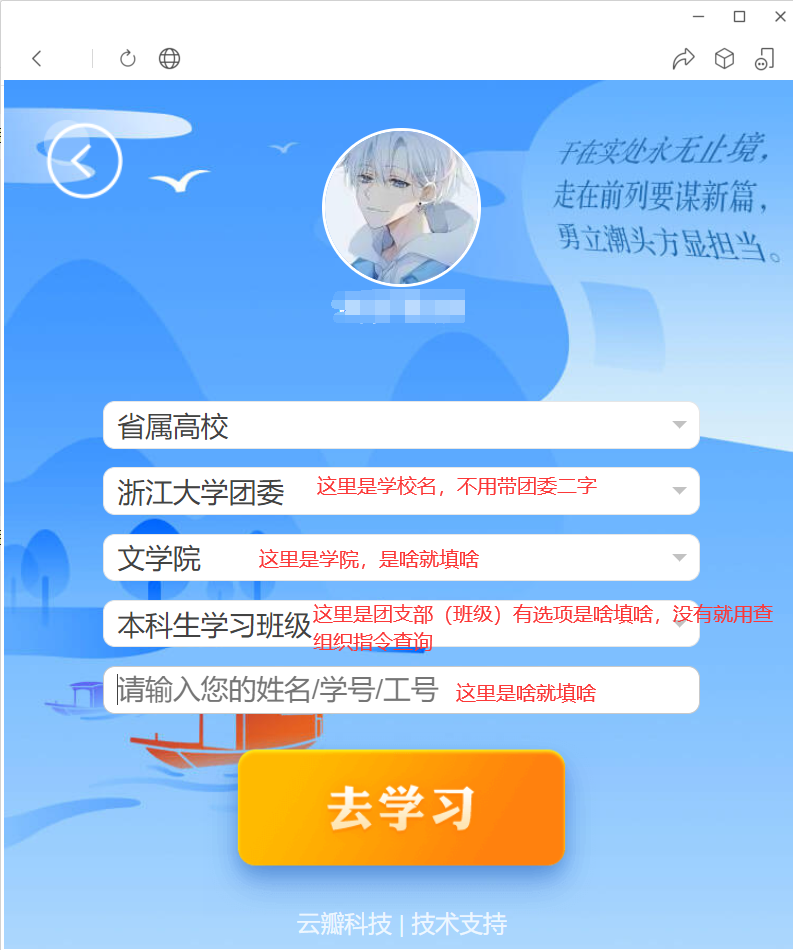 干在实处永无止境，
走在前列要谋新篇，
勇立潮头方显担当。
省属高校
浙江大学团委 这里是学校名，不用带团委二字
文学院 这里是学院，是啥就填啥
本科生学习班级 这里是团支部（班级）有选项是啥填啥，没有就用查
组织指令查询
请输入您的姓名/学号/工号 这里是啥就填啥
去学习
云瓣科技 | 技术支持